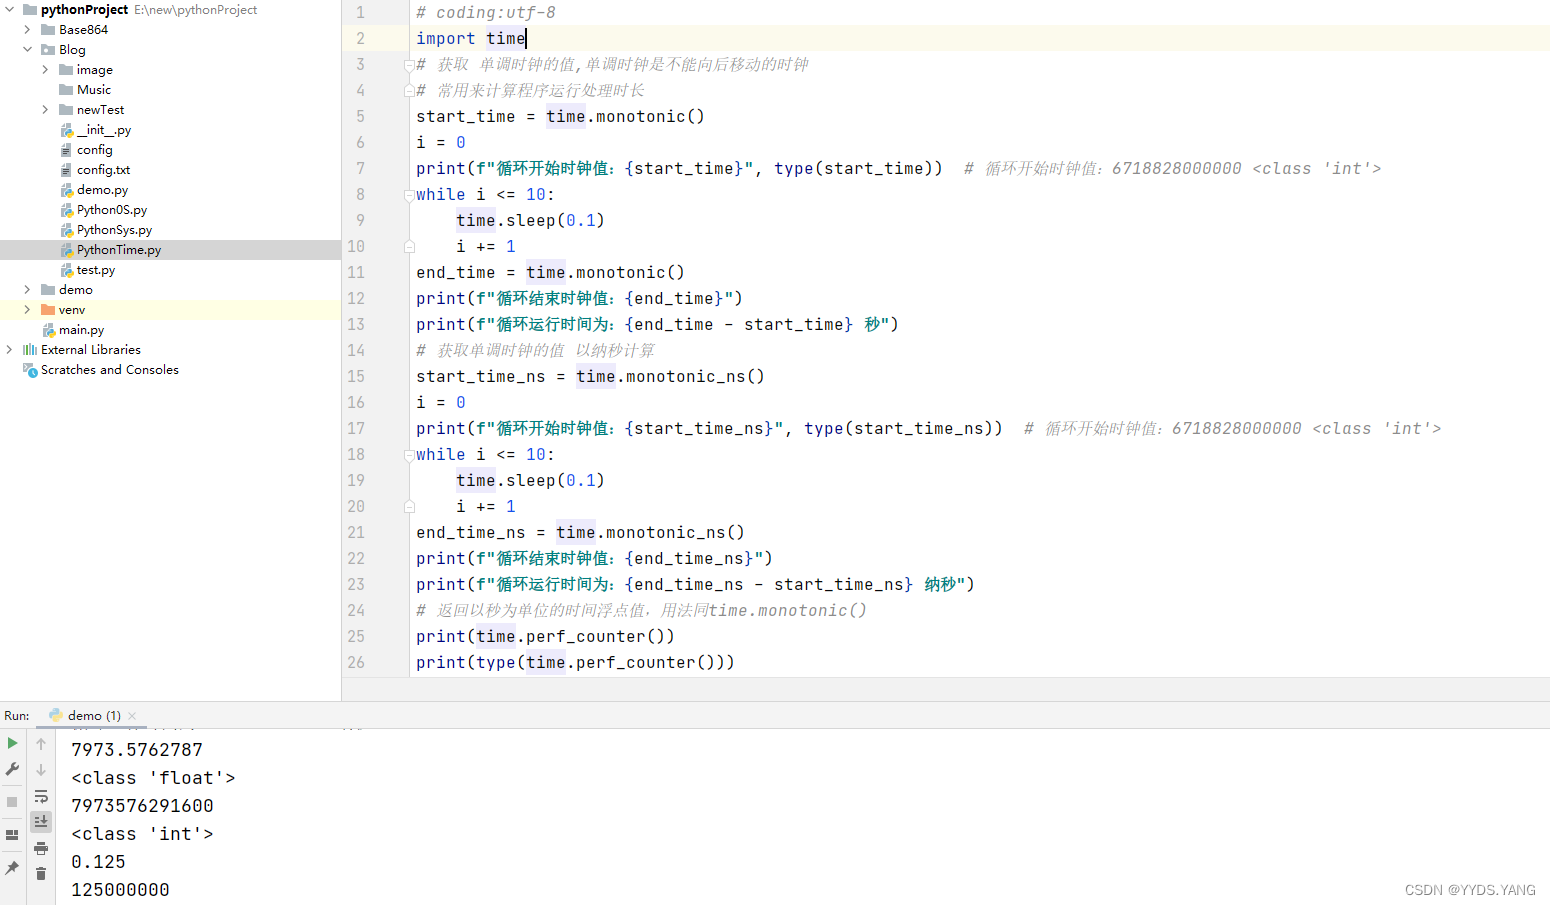 pythonProject E:\new\pythonProject
Base864
Blog
image
Music
newTest
__init__.py
config
config.txt
demo.py
Python0S.py
PythonSys.py
PythonTime.py
test.py
demo
venv
main.py
External Libraries
Scratches and Consoles
1 # coding:utf-8
2 import time
3 # 获取 单调时钟的值,单调时钟是不能向后移动的时钟
4 # 常用来计算程序运行处理时长
5 start_time = time.monotonic()
6 i = 0
7 print(f"循环开始时钟值：{start_time}", type(start_time))  # 循环开始时钟值：6718828000000 <class 'int'>
8 while i <= 10:
9     time.sleep(0.1)
10     i += 1
11 end_time = time.monotonic()
12 print(f"循环结束时钟值：{end_time}")
13 print(f"循环运行时间为：{end_time - start_time} 秒")
14 # 获取单调时钟的值 以纳秒计算
15 start_time_ns = time.monotonic_ns()
16 i = 0
17 print(f"循环开始时钟值：{start_time_ns}", type(start_time_ns))  # 循环开始时钟值：6718828000000 <class 'int'>
18 while i <= 10:
19     time.sleep(0.1)
20     i += 1
21 end_time_ns = time.monotonic_ns()
22 print(f"循环结束时钟值：{end_time_ns}")
23 print(f"循环运行时间为：{end_time_ns - start_time_ns} 纳秒")
24 # 返回以秒为单位的时间浮点值，用法同time.monotonic()
25 print(time.perf_counter())
26 print(type(time.perf_counter()))
Run: demo (1)
7973.5762787
<class 'float'>
7973576291600
<class 'int'>
0.125
125000000
CSDN @YYDS.YANG